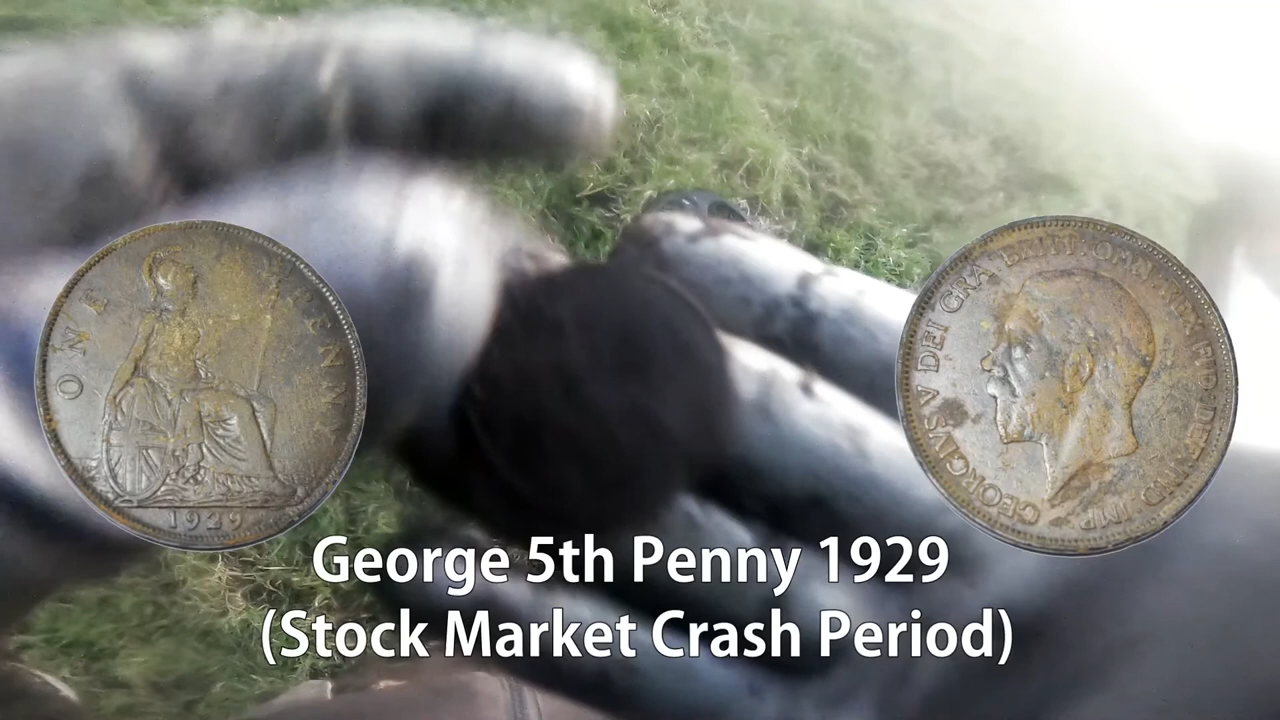 ONE PENNY
1929
GEORGIVS V DEI GRA BRITT: OMN: REX FID: DEF: IND: IMP:
George 5th Penny 1929
(Stock Market Crash Period)